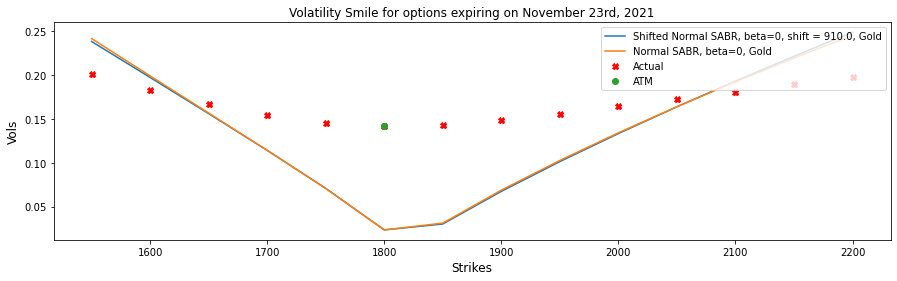 Volatility Smile for options expiring on November 23rd, 2021
Shifted Normal SABR, beta=0, shift = 910.0, Gold
Normal SABR, beta=0, Gold
Actual
ATM
Vols
0.25
0.20
0.15
0.10
0.05
1600
1700
1800
1900
2000
2100
2200
Strikes